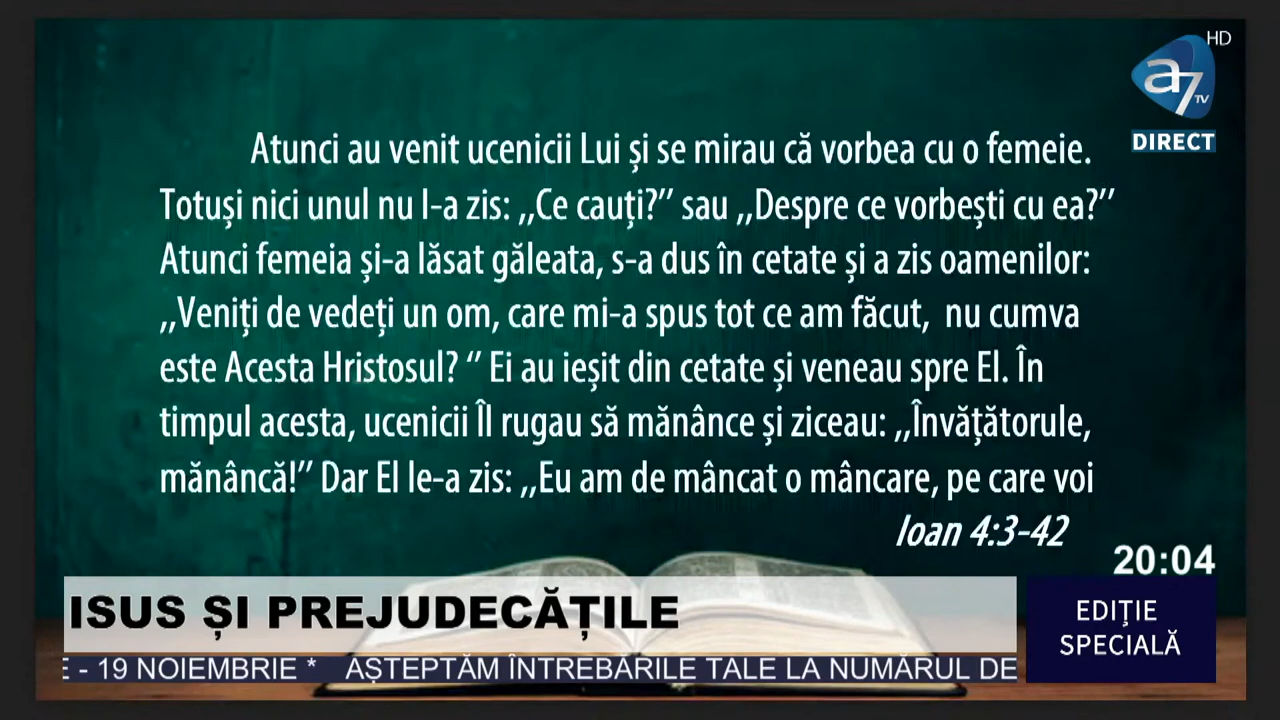 HD
a7
TV
DIRECT
Atunci au venit ucenicii Lui și se mirau că vorbea cu o femeie.
Totuși nici unul nu I-a zis: ,,Ce cauți?’’ sau ,,Despre ce vorbești cu ea?’’
Atunci femeia și-a lăsat găleata, s-a dus în cetate și a zis oamenilor:
,,Veniți de vedeți un om, care mi-a spus tot ce am făcut, nu cumva
este Acesta Hristosul? ‘’ Ei au ieșit din cetate și veneau spre El. În
timpul acesta, ucenicii Îl rugau să mănânce și ziceau: ,,Învățătorule,
mănâncă!’’ Dar El le-a zis: ,,Eu am de mâncat o mâncare, pe care voi
Ioan 4:3-42
20:04
ISUS ȘI PREJUDECĂȚILE
EDIȚIE
SPECIALĂ
E - 19 NOIEMBRIE * AȘTEPTĂM ÎNTREBĂRILE TALE LA NUMĂRUL DE